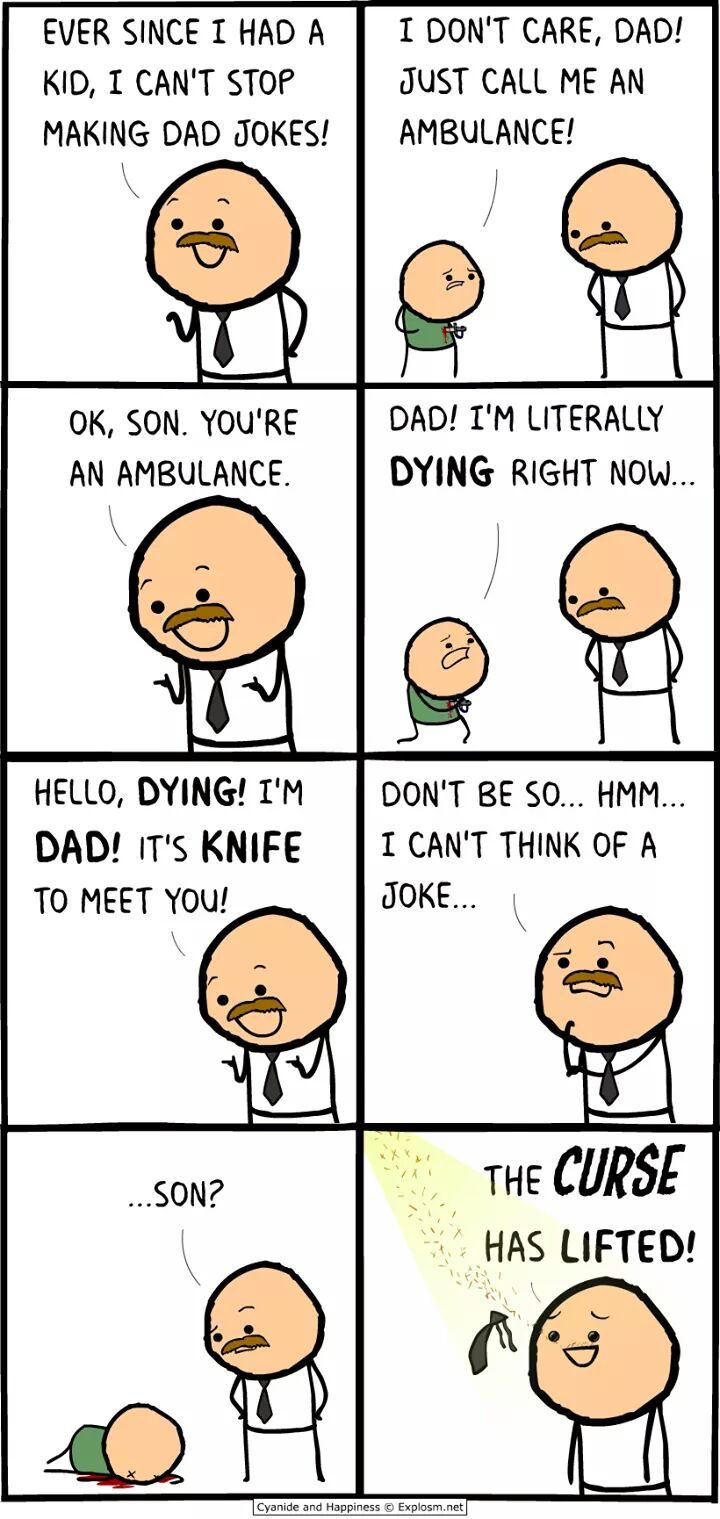 EVER SINCE I HAD A
KID, I CAN'T STOP
MAKING DAD JOKES!
I DON'T CARE, DAD!
JUST CALL ME AN
AMBULANCE!
OK, SON. YOU'RE
AN AMBULANCE.
DAD! I'M LITERALLY
DYING RIGHT NOW...
HELLO, DYING! I'M
DAD! IT'S KNIFE
TO MEET YOU!
DON'T BE SO... HMM...
I CAN'T THINK OF A
JOKE...
...SON?
THE CURSE
HAS LIFTED!
Cyanide and Happiness © Explosm.net